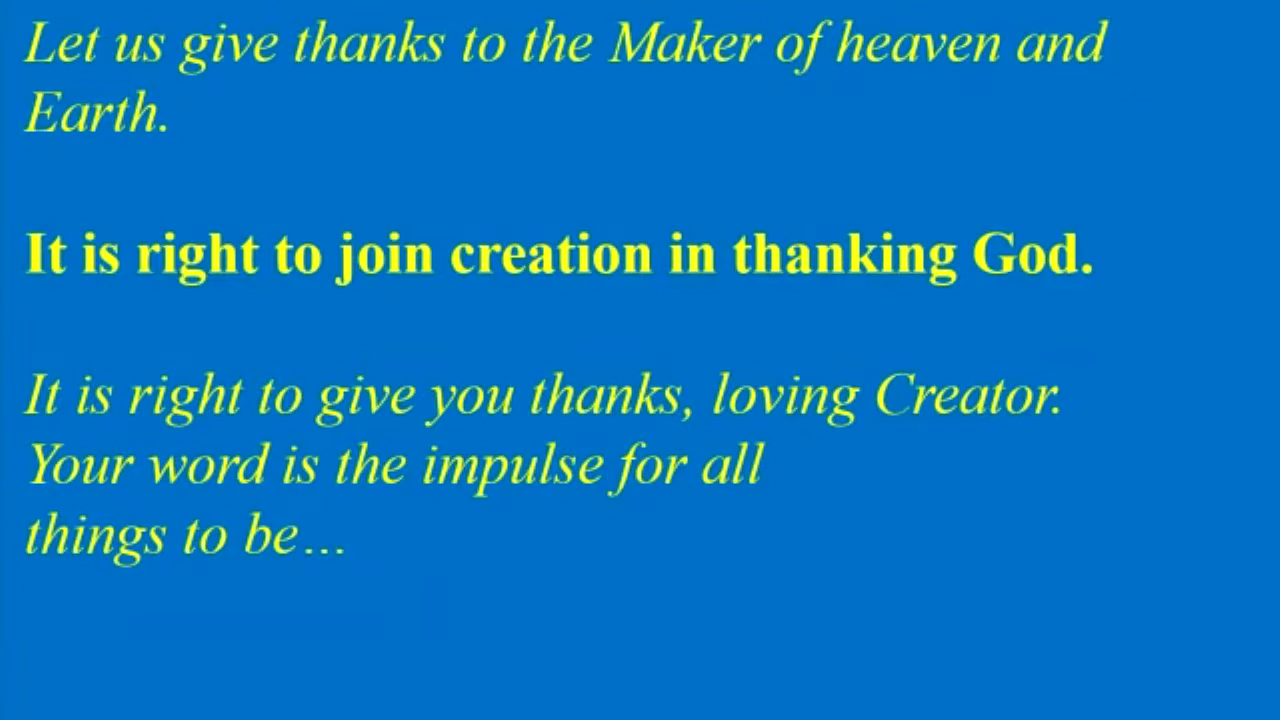 Let us give thanks to the Maker of heaven and
Earth.
It is right to join creation in thanking God.
It is right to give you thanks, loving Creator.
Your word is the impulse for all
things to be…